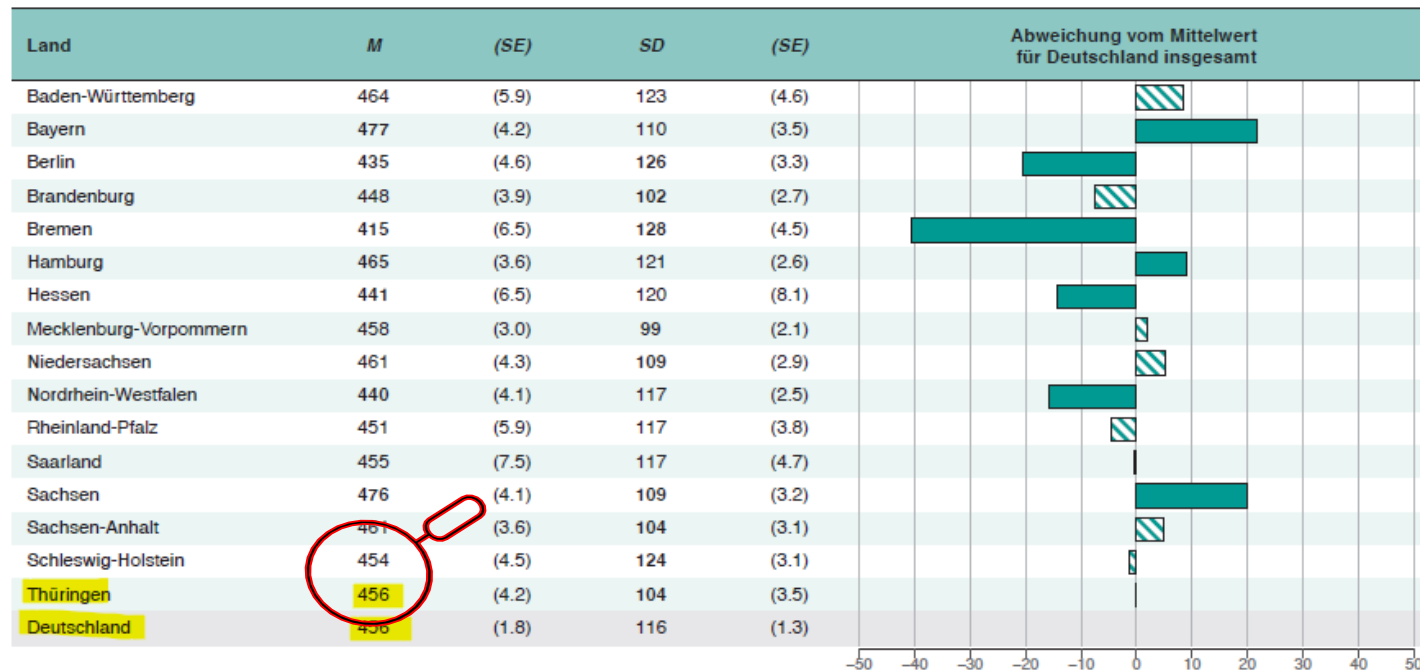 Land M (SE) SD (SE) Abweichung vom Mittelwert
für Deutschland insgesamt
Baden-Württemberg 464 (5.9) 123 (4.6)
Bayern 477 (4.2) 110 (3.5)
Berlin 435 (4.6) 126 (3.3)
Brandenburg 448 (3.9) 102 (2.7)
Bremen 415 (6.5) 128 (4.5)
Hamburg 465 (3.6) 121 (2.6)
Hessen 441 (6.5) 120 (8.1)
Mecklenburg-Vorpommern 458 (3.0) 99 (2.1)
Niedersachsen 461 (4.3) 109 (2.9)
Nordrhein-Westfalen 440 (4.1) 117 (2.5)
Rheinland-Pfalz 451 (5.9) 117 (3.8)
Saarland 455 (7.5) 117 (4.7)
Sachsen 476 (4.1) 109 (3.2)
Sachsen-Anhalt 461 (3.6) 104 (3.1)
Schleswig-Holstein 454 (4.5) 124 (3.1)
Thüringen 456 (4.2) 104 (3.5)
Deutschland 456 (1.8) 116 (1.3)
−50 −40 −30 −20 −10 0 10 20 30 40 50